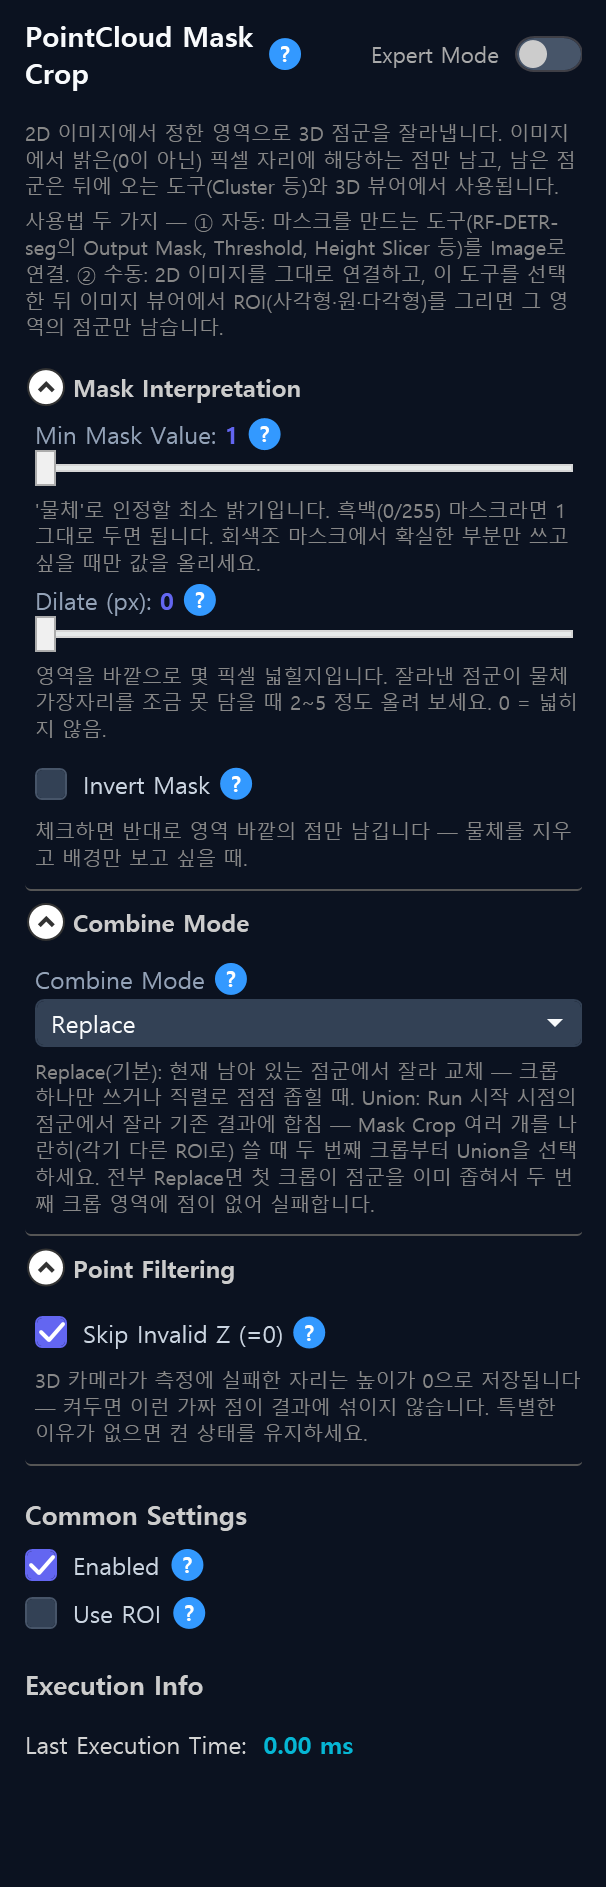 PointCloud Mask
Crop
?
Expert Mode
2D 이미지에서 정한 영역으로 3D 점군을 잘라냅니다. 이미지
에서 밝은(0이 아닌) 픽셀 자리에 해당하는 점만 남고, 남은 점
군은 뒤에 오는 도구(Cluster 등)와 3D 뷰어에서 사용됩니다.
사용법 두 가지 — ① 자동: 마스크를 만드는 도구(RF-DETR-
seg의 Output Mask, Threshold, Height Slicer 등)를 Image로
연결. ② 수동: 2D 이미지를 그대로 연결하고, 이 도구를 선택
한 뒤 이미지 뷰어에서 ROI(사각형·원·다각형)를 그리면 그 영
역의 점군만 남습니다.
Mask Interpretation
Min Mask Value: 1 ?
'물체'로 인정할 최소 밝기입니다. 흑백(0/255) 마스크라면 1
그대로 두면 됩니다. 회색조 마스크에서 확실한 부분만 쓰고
싶을 때만 값을 올리세요.
Dilate (px): 0 ?
영역을 바깥으로 몇 픽셀 넓힐지입니다. 잘라낸 점군이 물체
가장자리를 조금 못 담을 때 2~5 정도 올려 보세요. 0 = 넓히
지 않음.
Invert Mask ?
체크하면 반대로 영역 바깥의 점만 남깁니다 — 물체를 지우
고 배경만 보고 싶을 때.
Combine Mode
Combine Mode ?
Replace
Replace(기본): 현재 남아 있는 점군에서 잘라 교체 — 크롭
하나만 쓰거나 직렬로 점점 좁힐 때. Union: Run 시작 시점의
점군에서 잘라 기존 결과에 합침 — Mask Crop 여러 개를 나
란히(각기 다른 ROI로) 쓸 때 두 번째 크롭부터 Union을 선택
하세요. 전부 Replace면 첫 크롭이 점군을 이미 좁혀서 두 번
째 크롭 영역에 점이 없어 실패합니다.
Point Filtering
Skip Invalid Z (=0) ?
3D 카메라가 측정에 실패한 자리는 높이가 0으로 저장됩니다
— 켜두면 이런 가짜 점이 결과에 섞이지 않습니다. 특별한
이유가 없으면 켠 상태를 유지하세요.
Common Settings
Enabled ?
Use ROI ?
Execution Info
Last Execution Time: 0.00 ms